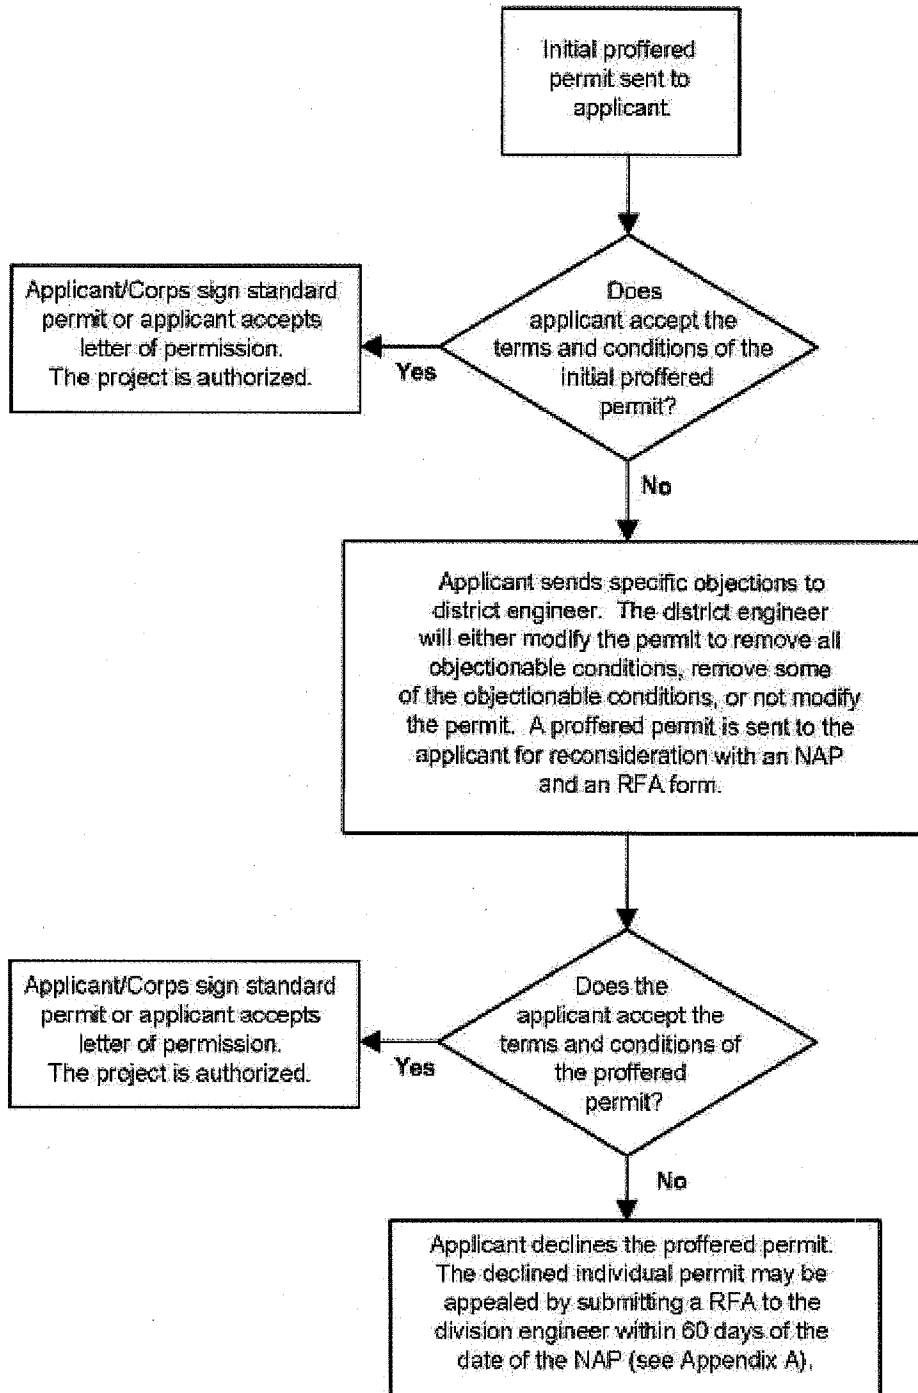 Initial proffered
permit sent to
applicant.
Does
applicant accept the
terms and conditions of the
initial proffered
permit?
Yes
Applicant/Corps sign standard
permit or applicant accepts
letter of permission.
The project is authorized.
No
Applicant sends specific objections to
district engineer. The district engineer
will either modify the permit to remove all
objectionable conditions, remove some
of the objectionable conditions, or not modify
the permit. A proffered permit is sent to the
applicant for reconsideration with an NAP
and an RFA form.
Does the
applicant accept the
terms and conditions of
the proffered
permit?
Yes
Applicant/Corps sign standard
permit or applicant accepts
letter of permission.
The project is authorized.
No
Applicant declines the proffered permit.
The declined individual permit may be
appealed by submitting a RFA to the
division engineer within 60 days of the
date of the NAP (see Appendix A).